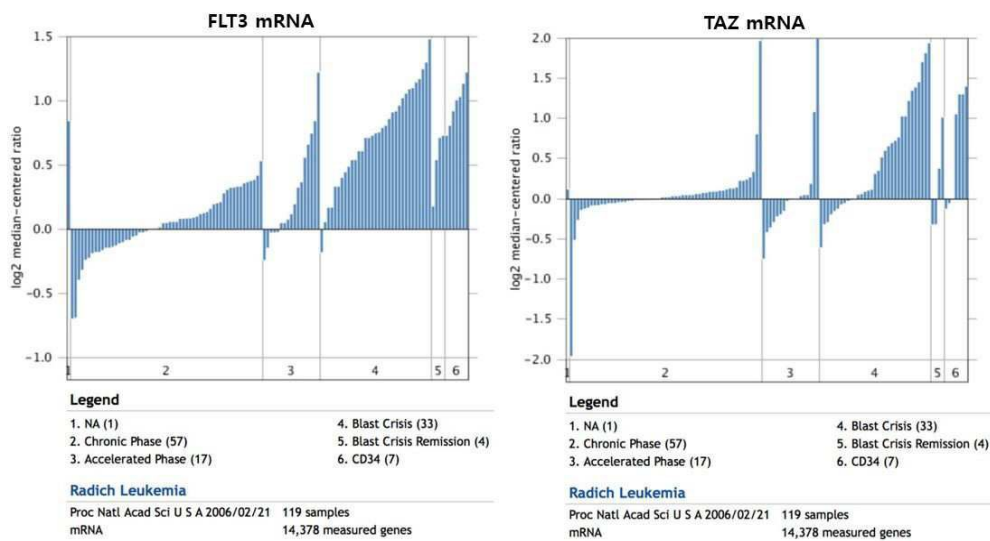 FLT3 mRNA
1.5
1.0
0.5
0.0
−0.5
−1.0
log2 median-centered ratio
1 2 3 4 5 6
Legend
1. NA (1)
2. Chronic Phase (57)
3. Accelerated Phase (17)
4. Blast Crisis (33)
5. Blast Crisis Remission (4)
6. CD34 (7)
Radich Leukemia
Proc Natl Acad Sci U S A 2006/02/21 119 samples
mRNA 14,378 measured genes
TAZ mRNA
2.0
1.5
1.0
0.5
0.0
−0.5
−1.0
−1.5
−2.0
log2 median-centered ratio
1 2 3 4 5 6
Legend
1. NA (1)
2. Chronic Phase (57)
3. Accelerated Phase (17)
4. Blast Crisis (33)
5. Blast Crisis Remission (4)
6. CD34 (7)
Radich Leukemia
Proc Natl Acad Sci U S A 2006/02/21 119 samples
mRNA 14,378 measured genes